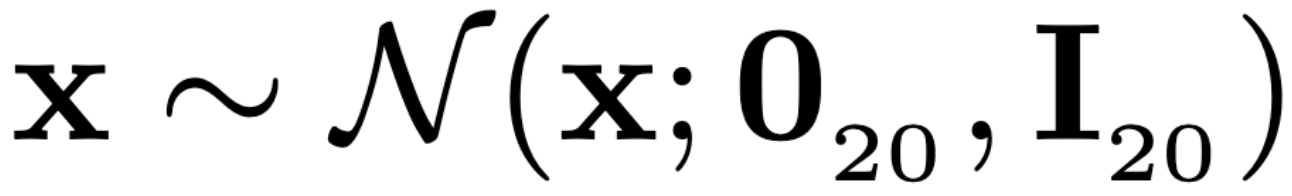 𝐱 ∼ 𝒩(𝐱; 𝟎₂₀, 𝐈₂₀)